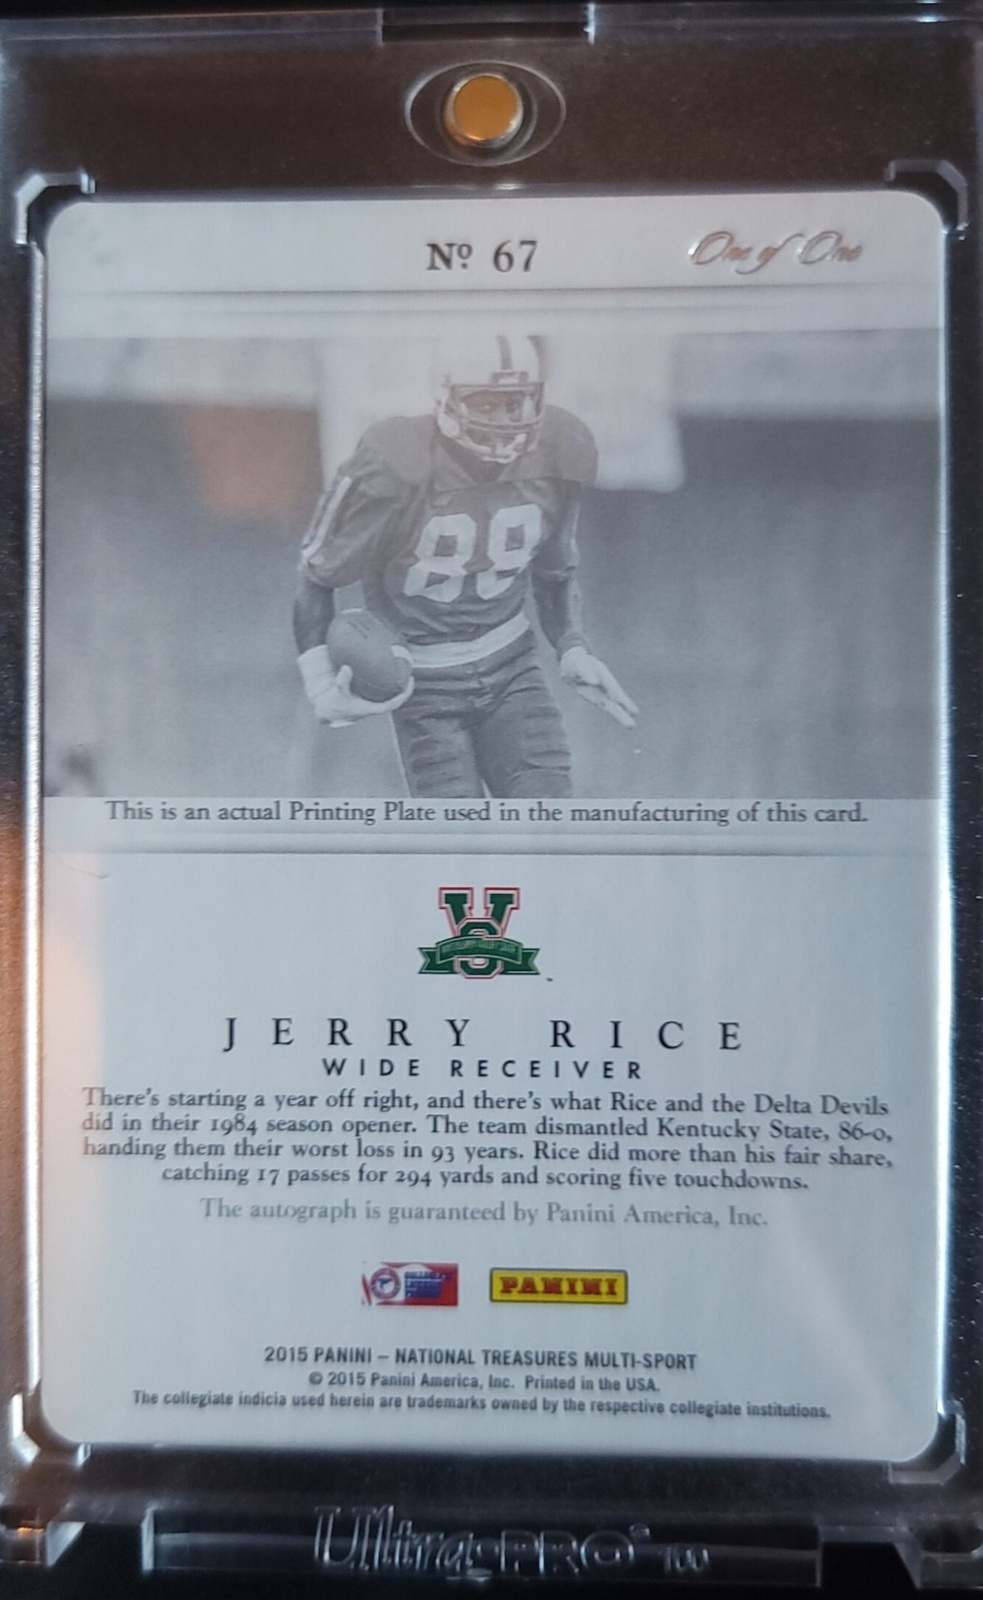 Nº 67
One of One
88
This is an actual Printing Plate used in the manufacturing of this card.
VS
JERRY RICE
WIDE RECEIVER
There's starting a year off right, and there's what Rice and the Delta Devils
did in their 1984 season opener. The team dismantled Kentucky State, 86-0,
handing them their worst loss in 93 years. Rice did more than his fair share,
catching 17 passes for 294 yards and scoring five touchdowns.
The autograph is guaranteed by Panini America, Inc.
PANINI
2015 PANINI – NATIONAL TREASURES MULTI-SPORT
© 2015 Panini America, Inc. Printed in the USA.
The collegiate indicia used herein are trademarks owned by the respective collegiate institutions.
Ultra·PRO®